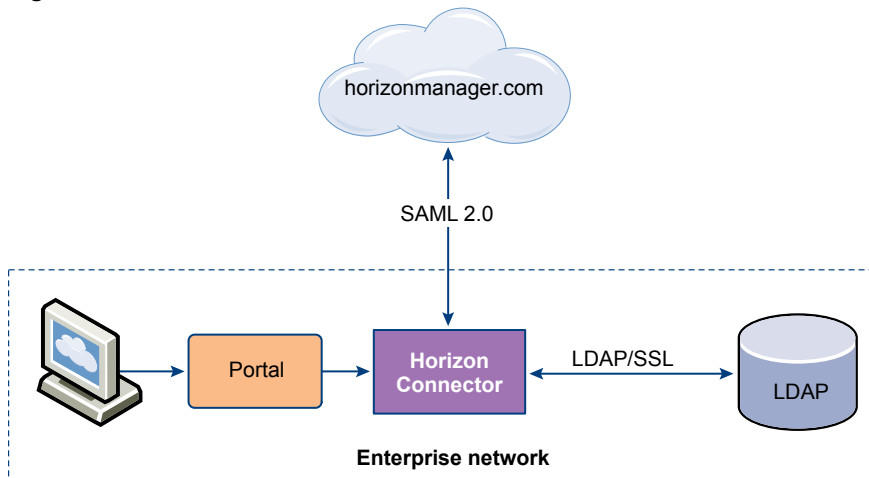 horizonmanager.com
SAML 2.0
Portal
Horizon
Connector
LDAP/SSL
LDAP
Enterprise network